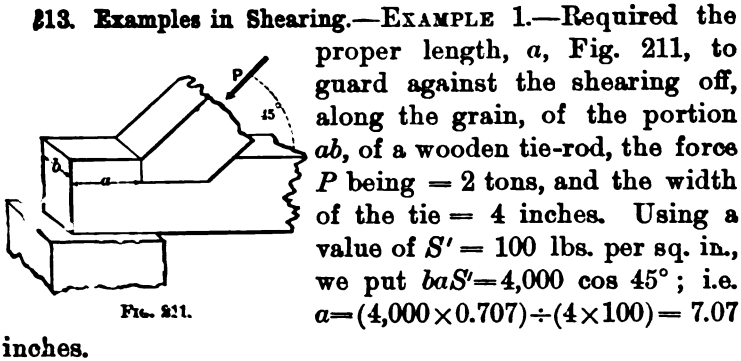 213. Examples in Shearing.—EXAMPLE 1.—Required the
proper length, a, Fig. 211, to
guard against the shearing off,
along the grain, of the portion
ab, of a wooden tie-rod, the force
P being = 2 tons, and the width
of the tie = 4 inches. Using a
value of S' = 100 lbs. per sq. in.,
we put baS'=4,000 cos 45° ; i.e.
a=(4,000×0.707)÷(4×100)= 7.07
inches.
P
45°
b
a
FIG. 211.